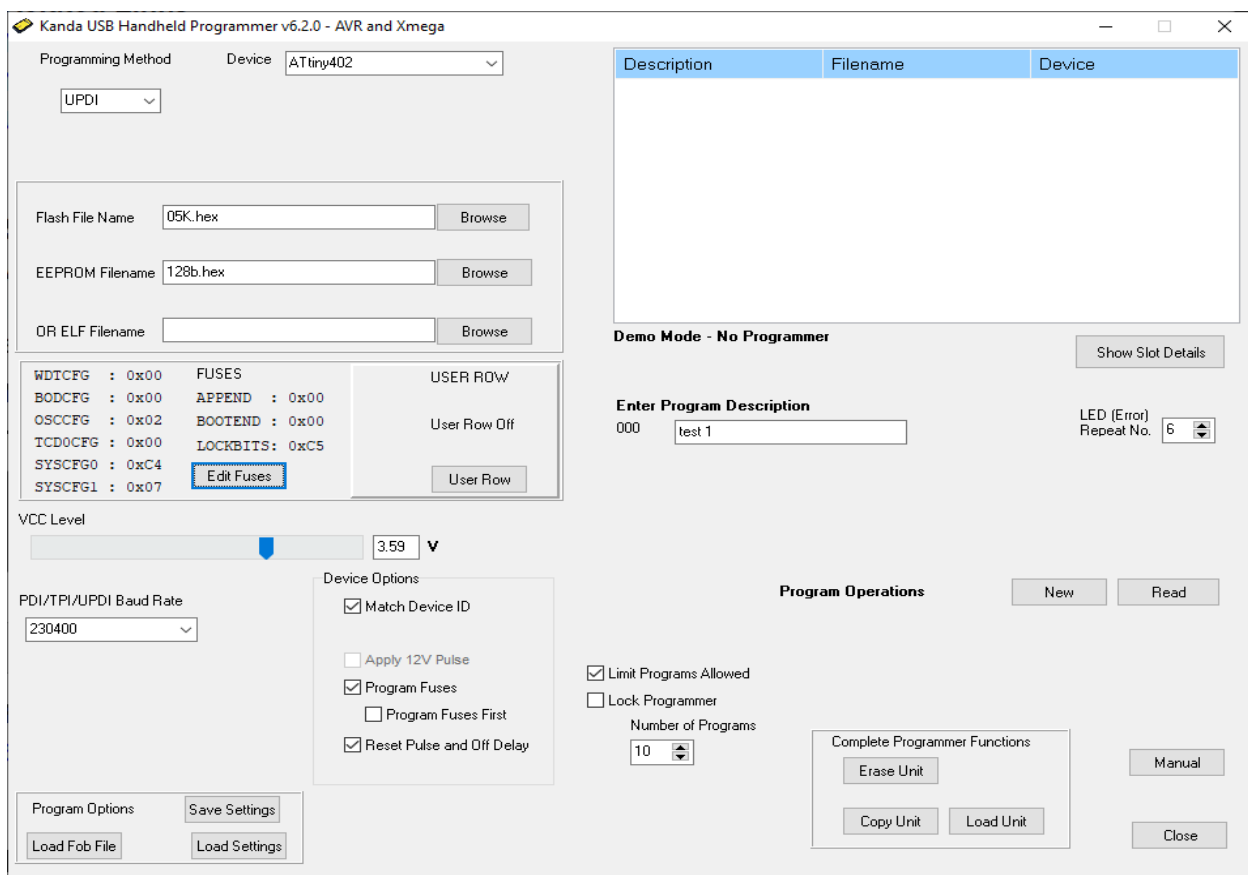 Kanda USB Handheld Programmer v6.2.0 - AVR and Xmega
Programming Method
Device
ATtiny402
UPDI
Description Filename Device
Flash File Name
05K.hex
Browse
EEPROM Filename
128b.hex
Browse
OR ELF Filename
Browse
WDTCFG : 0x00
BODCFG : 0x00
OSCCFG : 0x02
TCD0CFG : 0x00
SYSCFG0 : 0xC4
SYSCFG1 : 0x07
FUSES
APPEND : 0x00
BOOTEND : 0x00
LOCKBITS: 0xC5
Edit Fuses
USER ROW
User Row Off
User Row
Demo Mode - No Programmer
Show Slot Details
Enter Program Description
000
test 1
LED (Error)
Repeat No.
6
VCC Level
3.59 V
PDI/TPI/UPDI Baud Rate
230400
Device Options
Match Device ID
Apply 12V Pulse
Program Fuses
Program Fuses First
Reset Pulse and Off Delay
Program Operations
New
Read
Limit Programs Allowed
Lock Programmer
Number of Programs
10
Complete Programmer Functions
Erase Unit
Copy Unit
Load Unit
Manual
Close
Program Options
Save Settings
Load Fob File
Load Settings